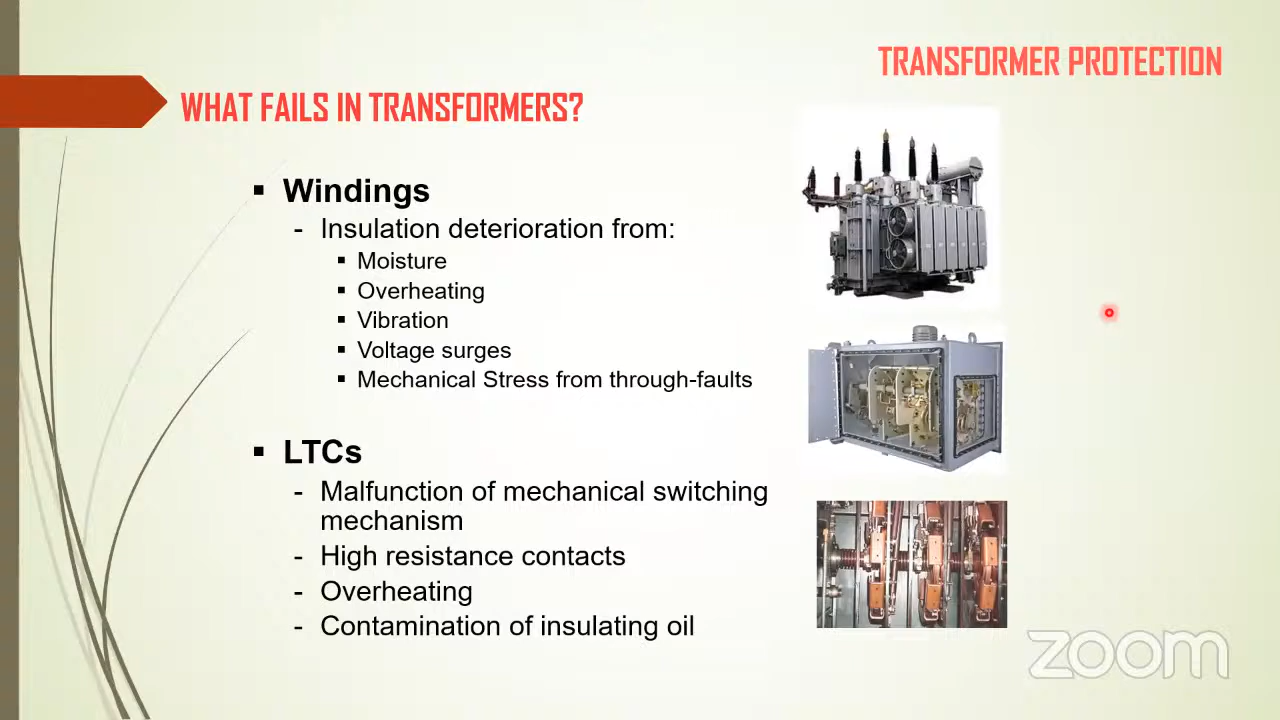 TRANSFORMER PROTECTION
WHAT FAILS IN TRANSFORMERS?
▪ Windings
- Insulation deterioration from:
▪ Moisture
▪ Overheating
▪ Vibration
▪ Voltage surges
▪ Mechanical Stress from through-faults
▪ LTCs
- Malfunction of mechanical switching
mechanism
- High resistance contacts
- Overheating
- Contamination of insulating oil
zoom